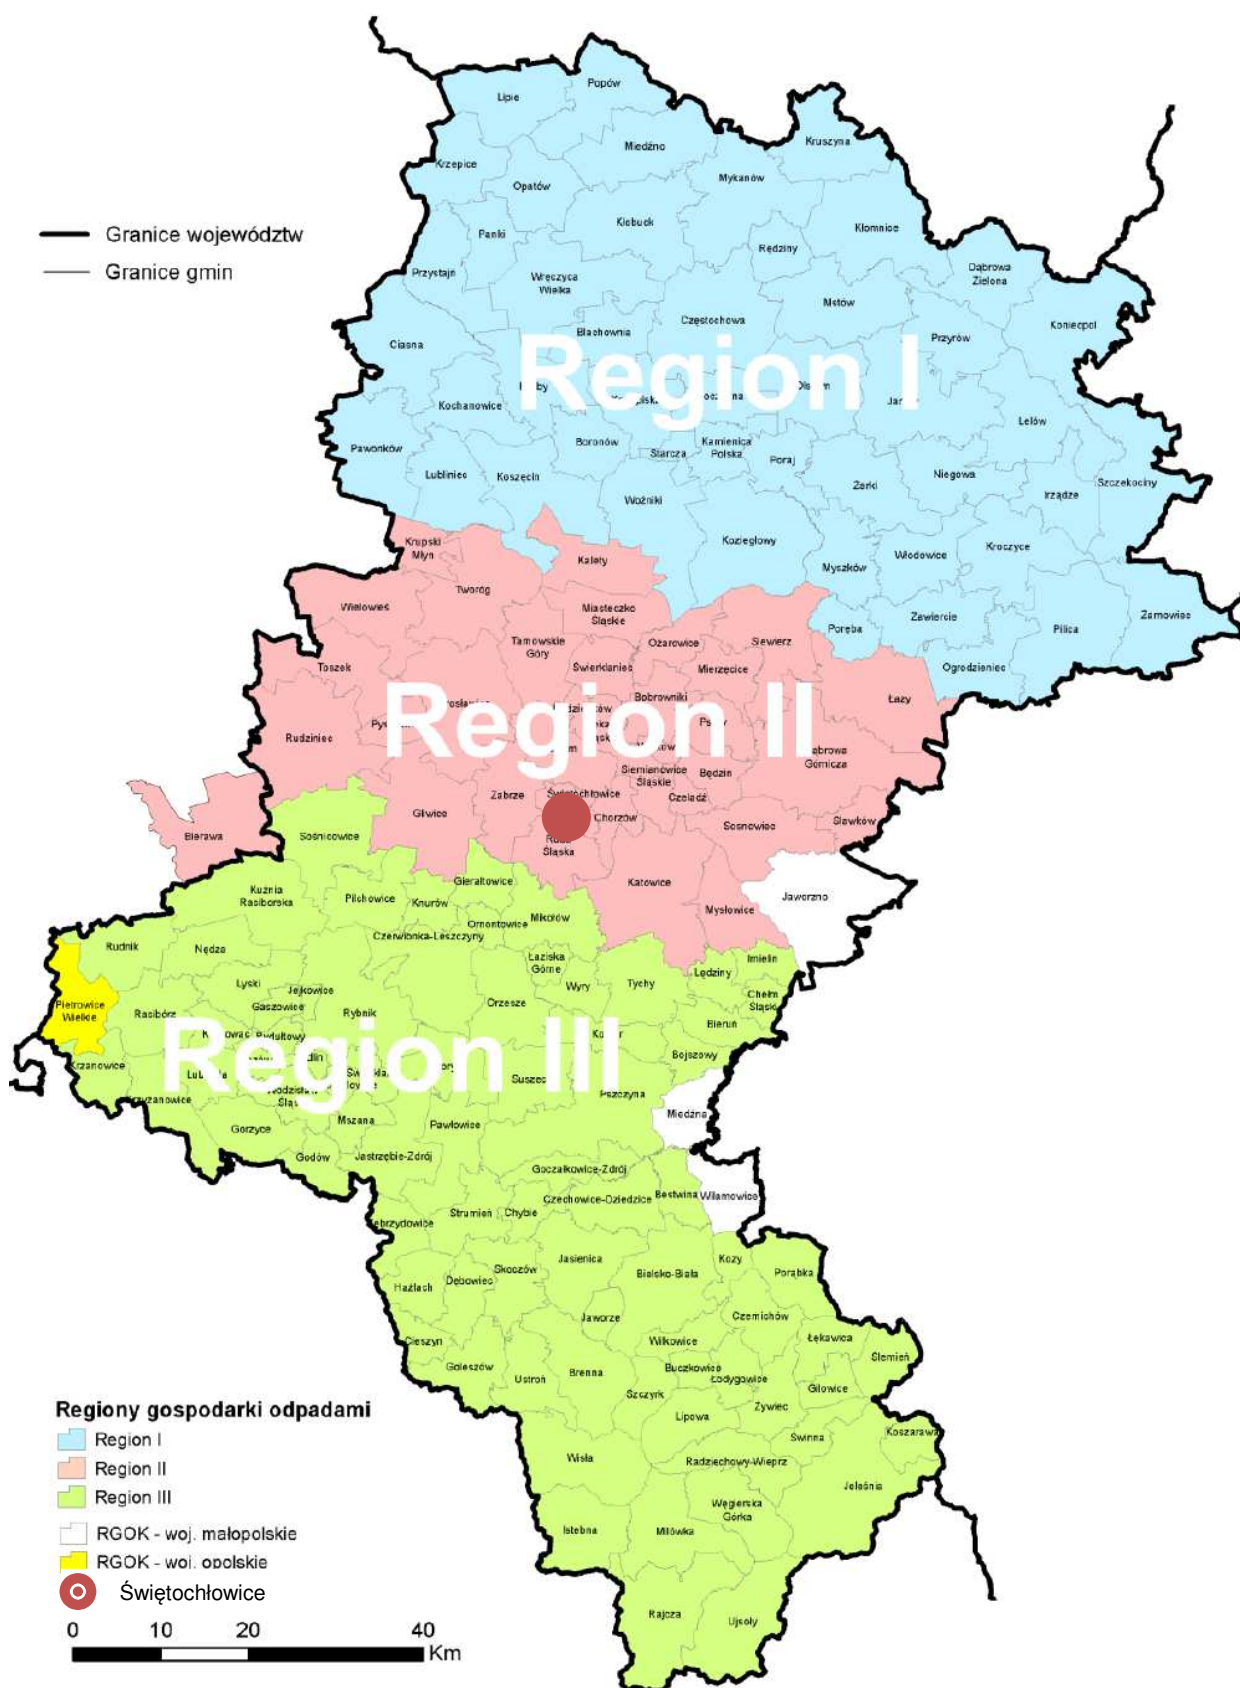 Popów
Lipie
Kruszyna
Miedźno
Krzepice
Mykanów
Opatów
Kłobuck
Kłomnice
Granice województw
Panki
Rędziny
Granice gmin
Przystajń
Dąbrowa
Zielona
Wręczyca
Wielka
Mstów
Częstochowa
Koniecpol
Blachownia
Przyrów
Ciasna
Region I
Kochanowice
Lelów
Boronów
Kamienica
Polska
Pawonków
Starcza
Poraj
Lubliniec
Koszęcin
Niegowa
Żarki
Szczekociny
Irządze
Woźniki
Koziegłowy
Krupski
Młyn
Kroczyce
Włodowice
Kalety
Myszków
Tworóg
Wielowieś
Miasteczko
Śląskie
Zawiercie
Żarnowiec
Poręba
Pilica
Tarnowskie
Góry
Ożarowice
Siewierz
Toszek
Świerklaniec
Mierzęcice
Ogrodzieniec
Bobrowniki
Łazy
Region II
Rudziniec
Dąbrowa
Górnicza
Siemianowice
Śląskie
Będzin
Zabrze
Świętochłowice
Czeladź
Gliwice
Chorzów
Sosnowiec
Sławków
Bierawa
Sośnicowice
Ruda
Śląska
Gierałtowice
Katowice
Kuźnia
Raciborska
Pilchowice
Knurów
Jaworzno
Mysłowice
Ornontowice
Mikołów
Czerwionka-Leszczyny
Rudnik
Nędza
Łaziska
Górne
Imielin
Lędziny
Lyski
Jejkowice
Wyry
Tychy
Chełm
Śląski
Pietrowice
Wielkie
Gaszowice
Orzesze
Racibórz
Rybnik
Bieruń
Region III
Bojszowy
Krzanowice
Pszczyna
Krzyżanowice
Miedźna
Mszana
Gorzyce
Pawłowice
Godów
Jastrzębie-Zdrój
Goczałkowice-Zdrój
Czechowice-Dziedzice
Bestwina
Wilamowice
Strumień
Chybie
Zebrzydowice
Jasienica
Kozy
Skoczów
Bielsko-Biała
Porąbka
Hażlach
Dębowiec
Jaworze
Czernichów
Cieszyn
Wilkowice
Łękawica
Ślemień
Goleszów
Brenna
Buczkowice
Ustroń
Łodygowice
Gilowice
Szczyrk
Lipowa
Żywiec
Świnna
Koszarawa
Wisła
Radziechowy-Wieprz
Jeleśnia
Węgierska
Górka
Istebna
Milówka
Rajcza
Ujsoły
Regiony gospodarki odpadami
Region I
Region II
Region III
RGOK - woj. małopolskie
RGOK - woj. opolskie
Świętochłowice
0 10 20 40
Km